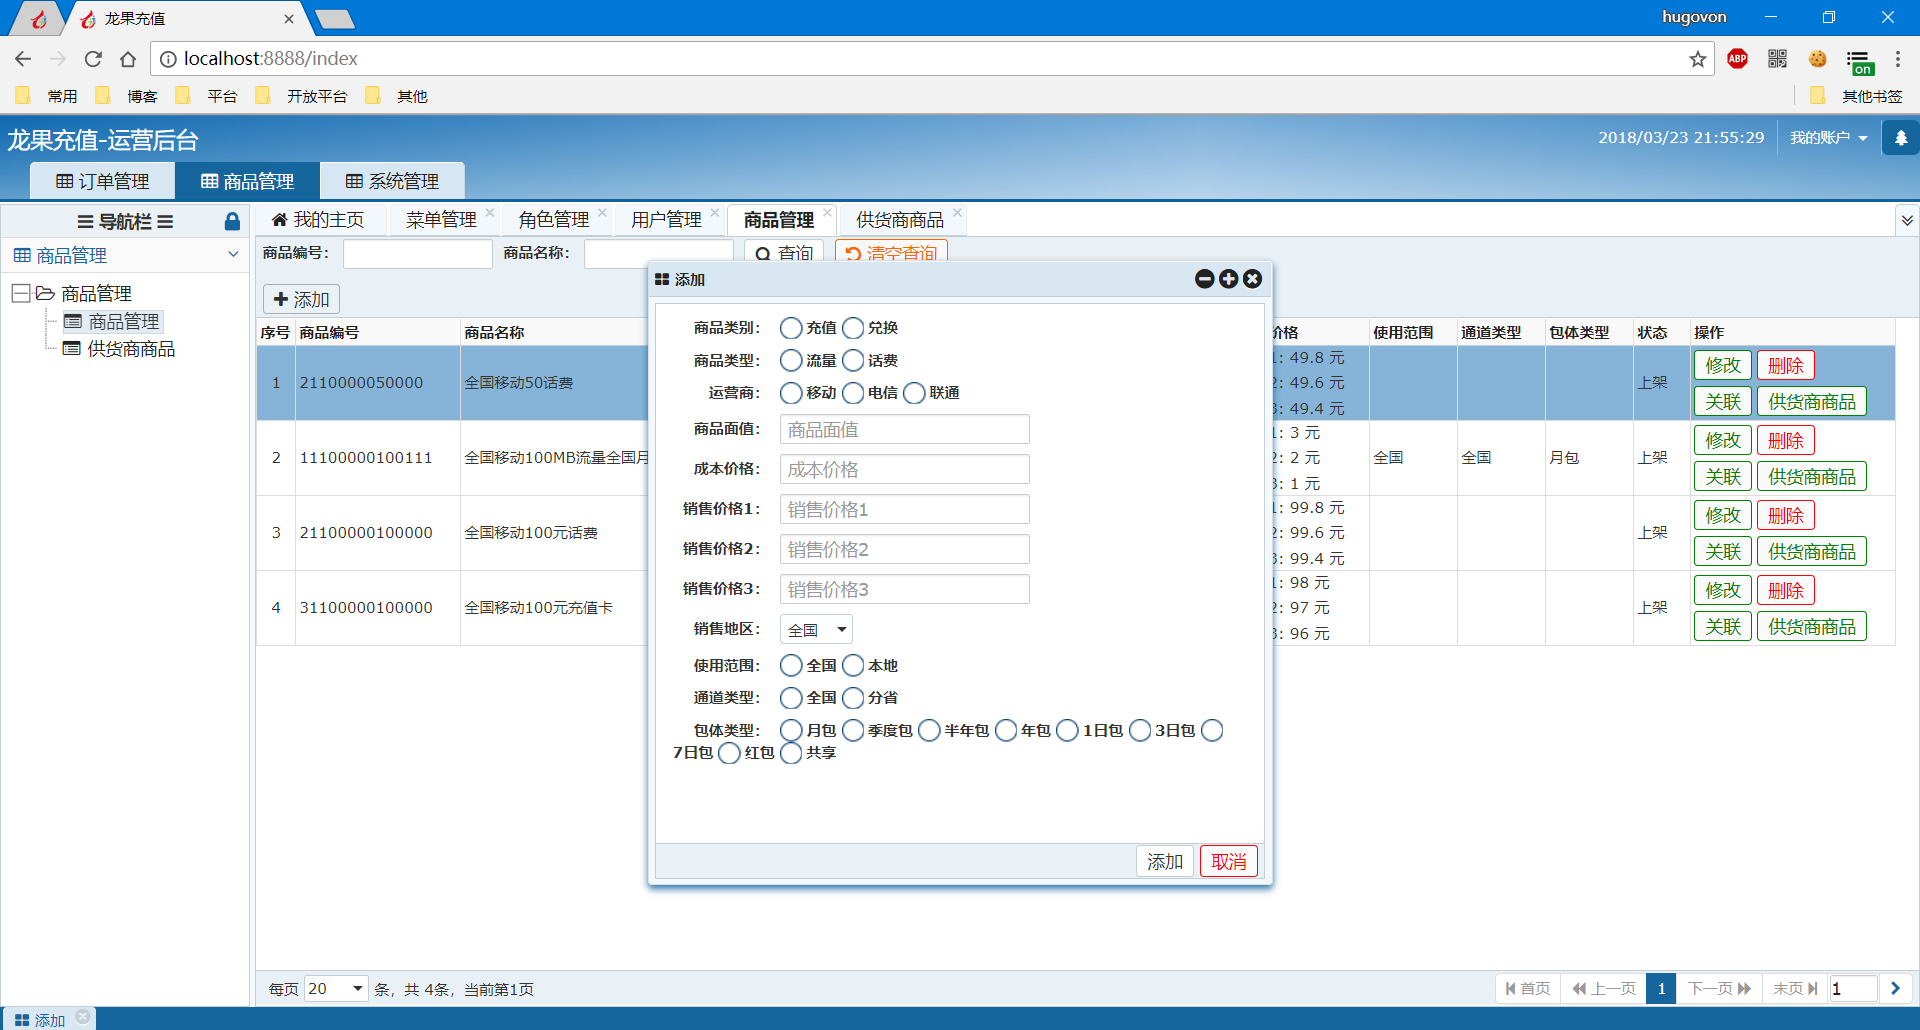 龙果充值
hugovon
localhost:8888/index
ABP
on
常用 博客 平台 开放平台 其他 其他书签
龙果充值-运营后台
2018/03/23 21:55:29 我的账户
订单管理 商品管理 系统管理
导航栏
我的主页 菜单管理 角色管理 用户管理 商品管理 供货商商品
商品管理
商品编号： 商品名称： 查询 清空查询
商品管理
商品管理
供货商商品
添加
序号 商品编号 商品名称 价格 使用范围 通道类型 包体类型 状态 操作
1 2110000050000 全国移动50话费 1: 49.8 元 2: 49.6 元 3: 49.4 元 上架 修改 删除 关联 供货商商品
2 11100000100111 全国移动100MB流量全国月 1: 3 元 2: 2 元 3: 1 元 全国 全国 月包 上架 修改 删除 关联 供货商商品
3 21100000100000 全国移动100元话费 1: 99.8 元 2: 99.6 元 3: 99.4 元 上架 修改 删除 关联 供货商商品
4 31100000100000 全国移动100元充值卡 1: 98 元 2: 97 元 3: 96 元 上架 修改 删除 关联 供货商商品
添加
商品类别： 充值 兑换
商品类型： 流量 话费
运营商： 移动 电信 联通
商品面值： 商品面值
成本价格： 成本价格
销售价格1： 销售价格1
销售价格2： 销售价格2
销售价格3： 销售价格3
销售地区： 全国
使用范围： 全国 本地
通道类型： 全国 分省
包体类型： 月包 季度包 半年包 年包 1日包 3日包
7日包 红包 共享
添加 取消
每页 20 条，共 4条，当前第1页
首页 上一页 1 下一页 末页 1
添加